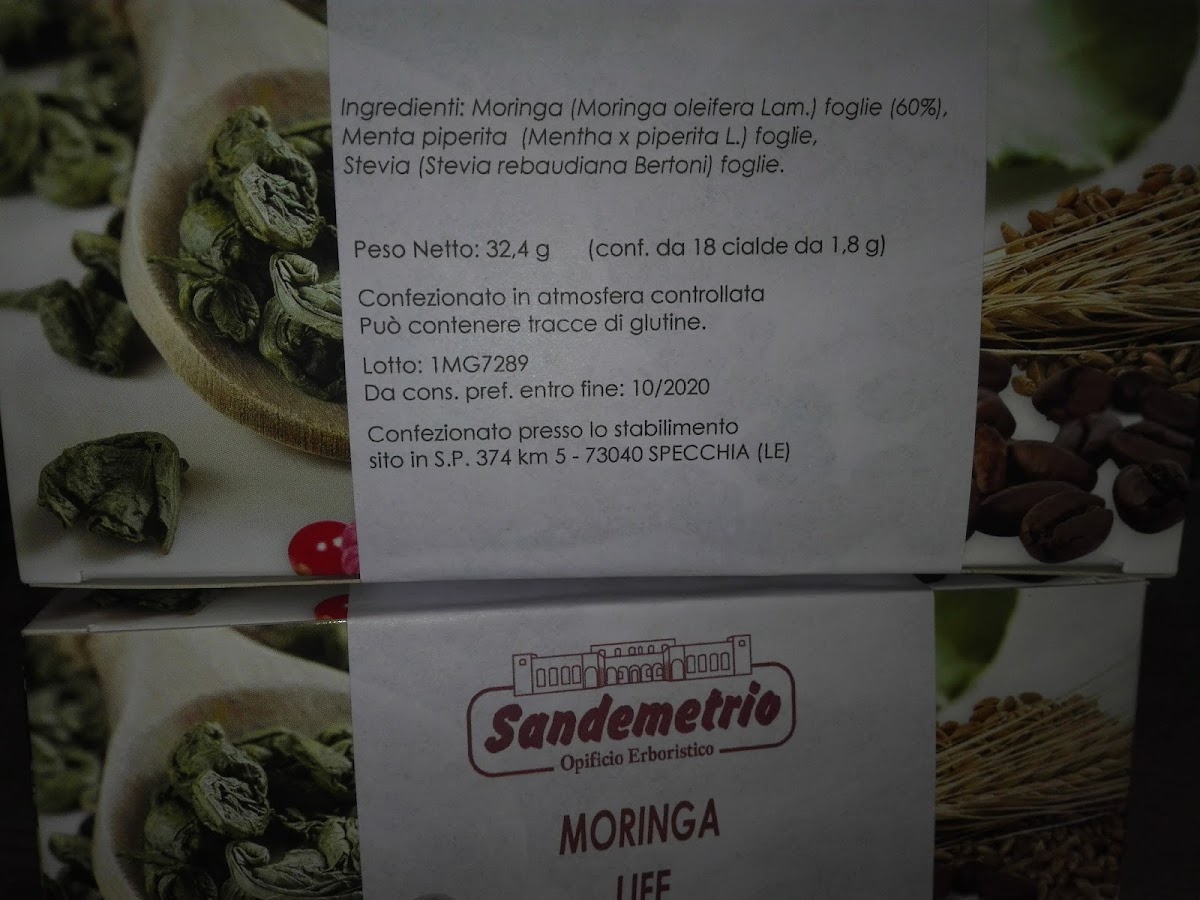 Ingredienti: Moringa (Moringa oleifera Lam.) foglie (60%),
Menta piperita (Mentha x piperita L.) foglie,
Stevia (Stevia rebaudiana Bertoni) foglie.
Peso Netto: 32,4 g (conf. da 18 cialde da 1,8 g)
Confezionato in atmosfera controllata
Può contenere tracce di glutine.
Lotto: 1MG7289
Da cons. pref. entro fine: 10/2020
Confezionato presso lo stabilimento
sito in S.P. 374 km 5 - 73040 SPECCHIA (LE)
Sandemetrio
Opificio Erboristico
MORINGA
LIFE